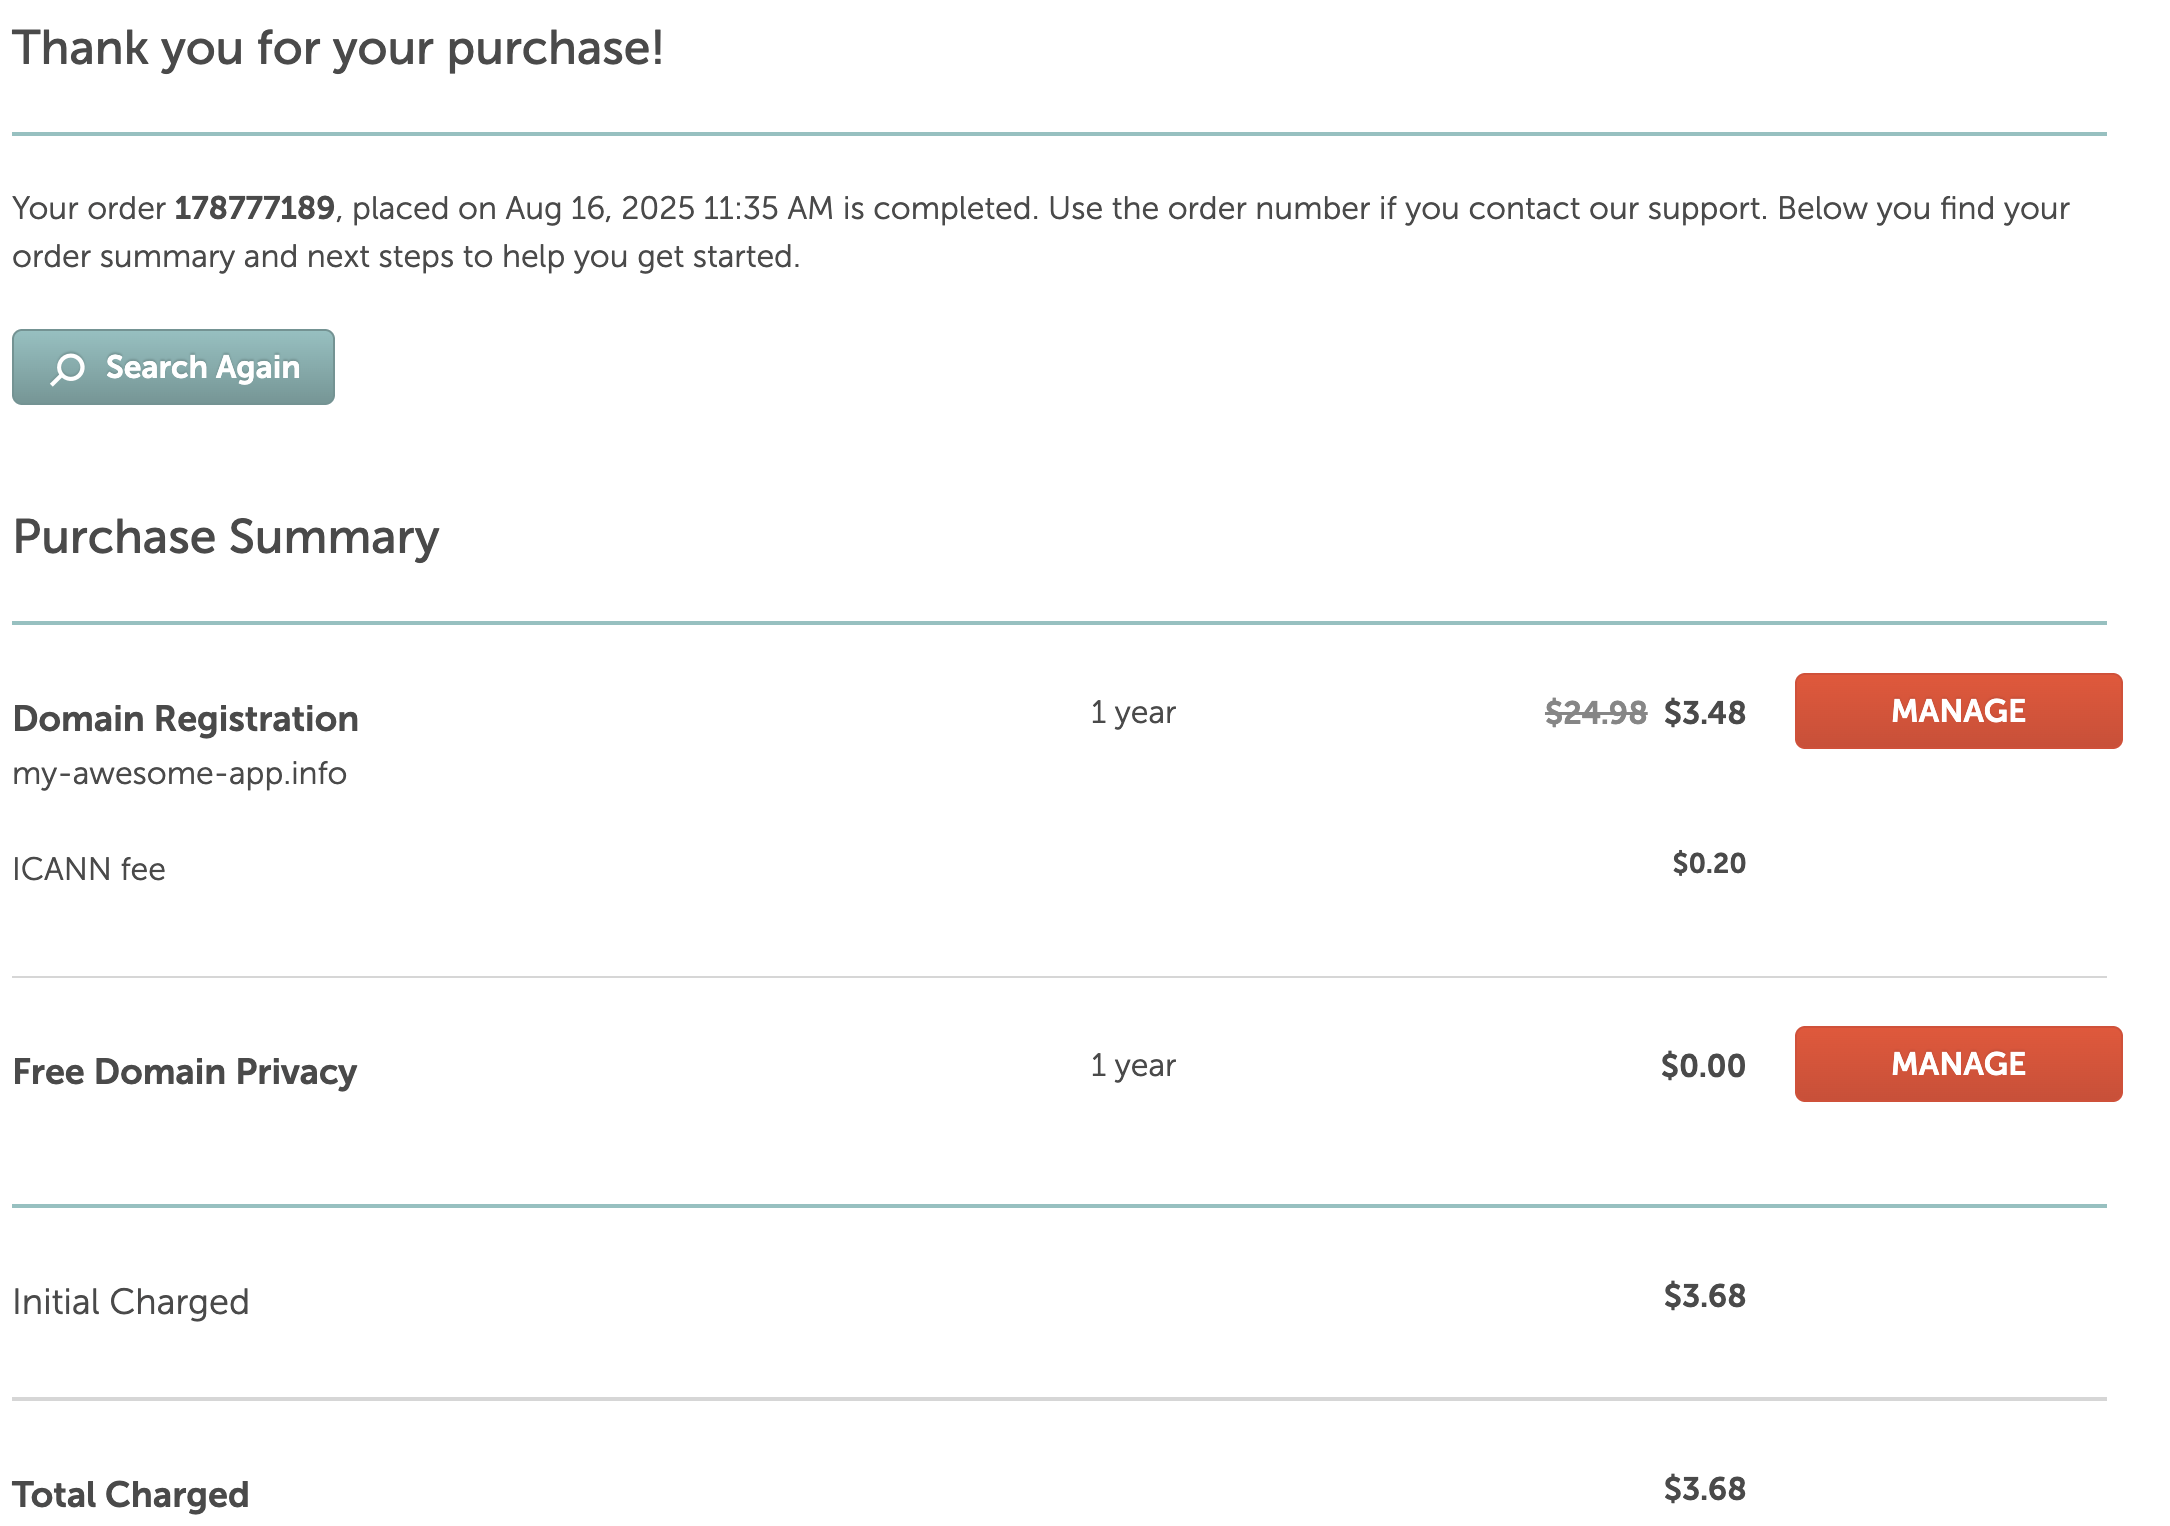 Thank you for your purchase!
Your order 178777189, placed on Aug 16, 2025 11:35 AM is completed. Use the order number if you contact our support. Below you find your
order summary and next steps to help you get started.
Search Again
Purchase Summary
Domain Registration 1 year $24.98 $3.48 MANAGE
my-awesome-app.info
ICANN fee $0.20
Free Domain Privacy 1 year $0.00 MANAGE
Initial Charged $3.68
Total Charged $3.68